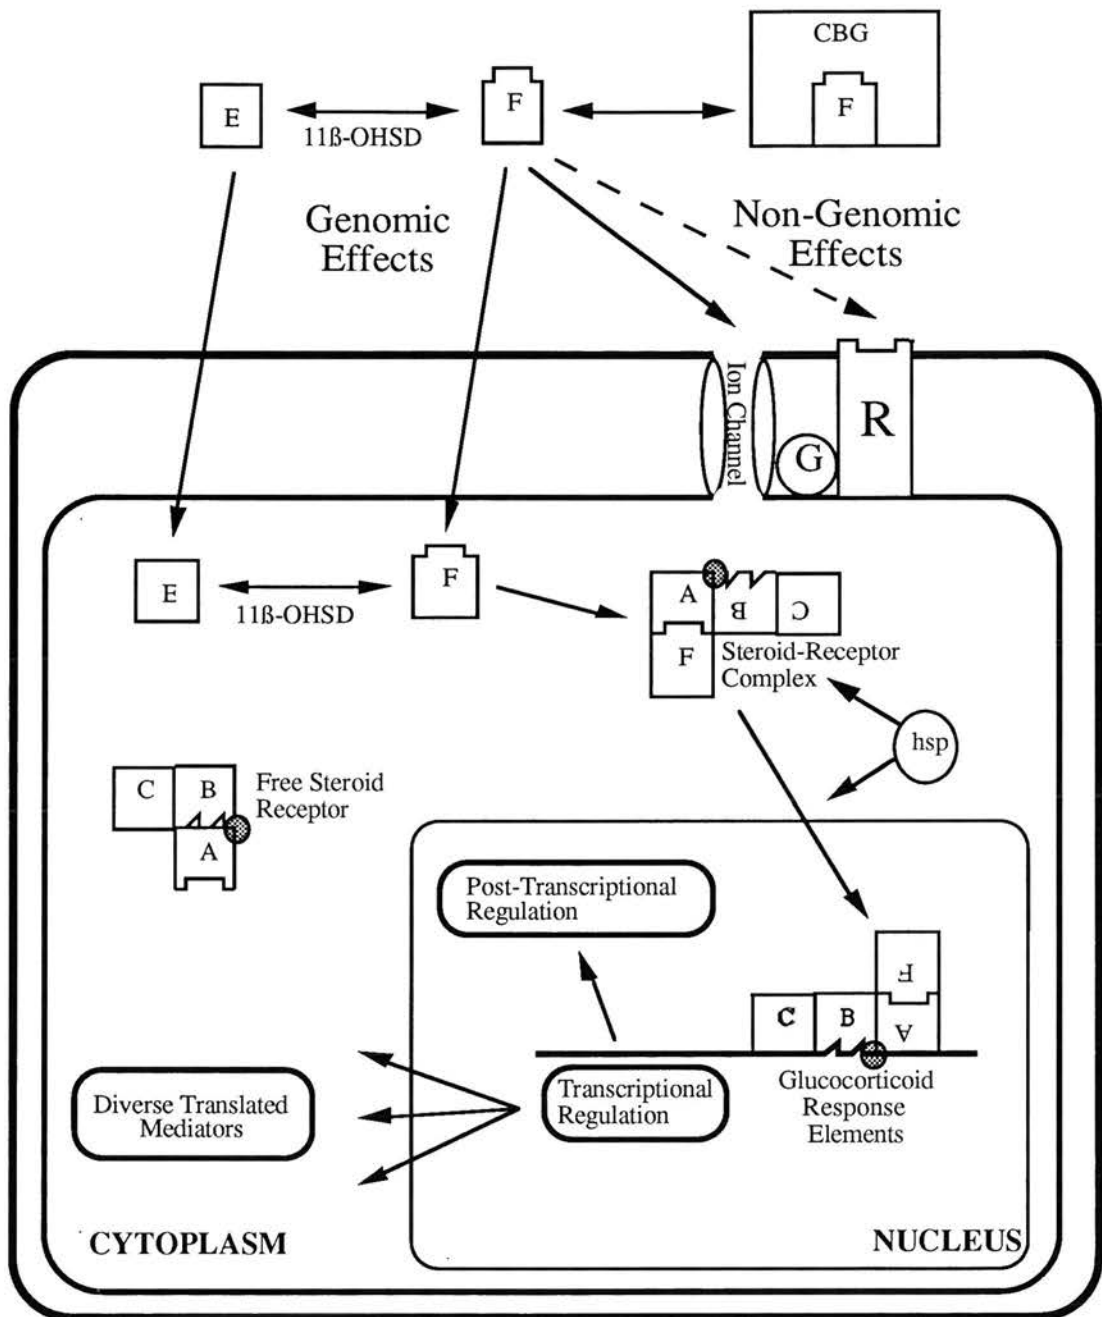 CBG
E
F
F
11ß-OHSD
Genomic
Effects
Non-Genomic
Effects
Ion Channel
G
R
E
F
11ß-OHSD
A
B
C
F
Steroid-Receptor
Complex
hsp
C
B
A
Free Steroid
Receptor
Post-Transcriptional
Regulation
F
C
B
A
Transcriptional
Regulation
Glucocorticoid
Response
Elements
Diverse Translated
Mediators
CYTOPLASM
NUCLEUS